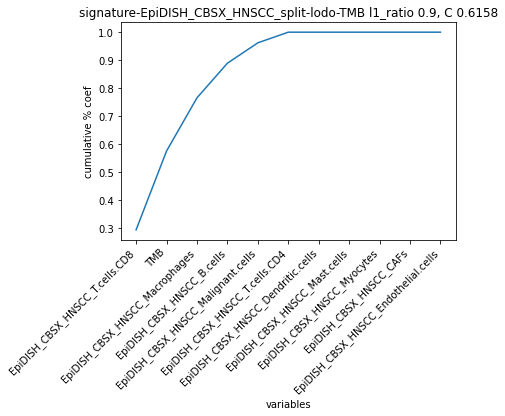 signature-EpiDISH_CBSX_HNSCC_split-lodo-TMB l1_ratio 0.9, C 0.6158
1.0
0.9
0.8
0.7
0.6
0.5
0.4
0.3
cumulative % coef
EpiDISH_CBSX_HNSCC_T.cells.CD8
TMB
EpiDISH_CBSX_HNSCC_Macrophages
EpiDISH_CBSX_HNSCC_B.cells
EpiDISH_CBSX_HNSCC_Malignant.cells
EpiDISH_CBSX_HNSCC_T.cells.CD4
EpiDISH_CBSX_HNSCC_Dendritic.cells
EpiDISH_CBSX_HNSCC_Mast.cells
EpiDISH_CBSX_HNSCC_Myocytes
EpiDISH_CBSX_HNSCC_CAFs
EpiDISH_CBSX_HNSCC_Endothelial.cells
variables